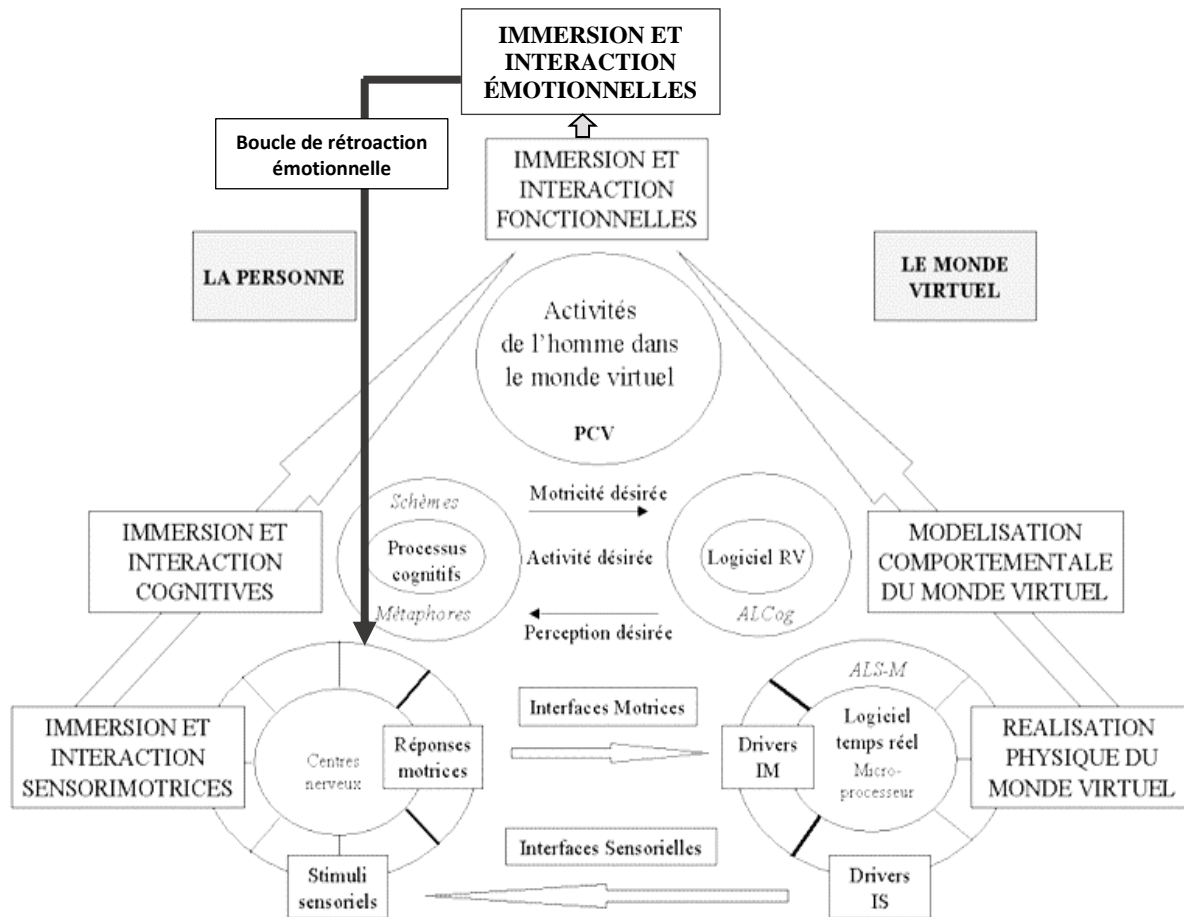 IMMERSION ET
INTERACTION
ÉMOTIONNELLES
Boucle de rétroaction
émotionnelle
IMMERSION ET
INTERACTION
FONCTIONNELLES
LA PERSONNE
LE MONDE
VIRTUEL
Activités
de l'homme dans
le monde virtuel
PCV
Schèmes
Processus
cognitifs
Métaphores
Motricité désirée
Activité désirée
Perception désirée
Logiciel RV
ALCog
IMMERSION ET
INTERACTION
COGNITIVES
MODELISATION
COMPORTEMENTALE
DU MONDE VIRTUEL
IMMERSION ET
INTERACTION
SENSORIMOTRICES
Centres
nerveux
Réponses
motrices
Stimuli
sensoriels
Interfaces Motrices
Interfaces Sensorielles
ALS-M
Drivers
IM
Logiciel
temps réel
Micro-
processeur
Drivers
IS
REALISATION
PHYSIQUE DU
MONDE VIRTUEL